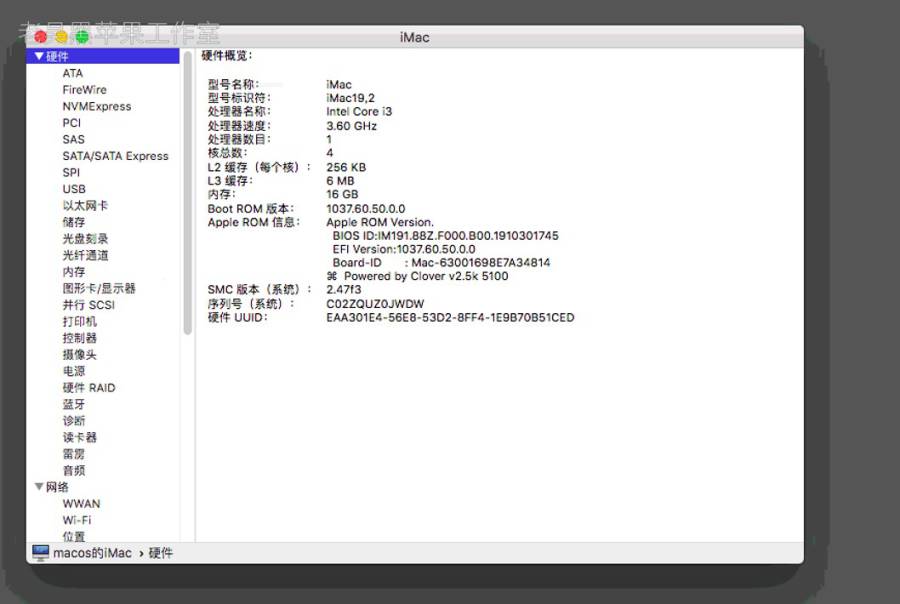 老吴黑苹果工作室
iMac
硬件
ATA
FireWire
NVMExpress
PCI
SAS
SATA/SATA Express
SPI
USB
以太网卡
储存
光盘刻录
光纤通道
内存
图形卡/显示器
并行 SCSI
打印机
控制器
摄像头
电源
硬件 RAID
蓝牙
诊断
读卡器
雷雳
音频
网络
WWAN
Wi-Fi
位置
硬件概览：
型号名称： iMac
型号标识符： iMac19,2
处理器名称： Intel Core i3
处理器速度： 3.60 GHz
处理器数目： 1
核总数： 4
L2 缓存（每个核）： 256 KB
L3 缓存： 6 MB
内存： 16 GB
Boot ROM 版本： 1037.60.50.0.0
Apple ROM 信息： Apple ROM Version.
BIOS ID:IM191.88Z.F000.B00.1910301745
EFI Version:1037.60.50.0.0
Board-ID : Mac-63001698E7A34814
⌘ Powered by Clover v2.5k 5100
SMC 版本（系统）： 2.47f3
序列号（系统）： C02ZQUZ0JWDW
硬件 UUID： EAA301E4-56E8-53D2-8FF4-1E9B70B51CED
macos的iMac › 硬件